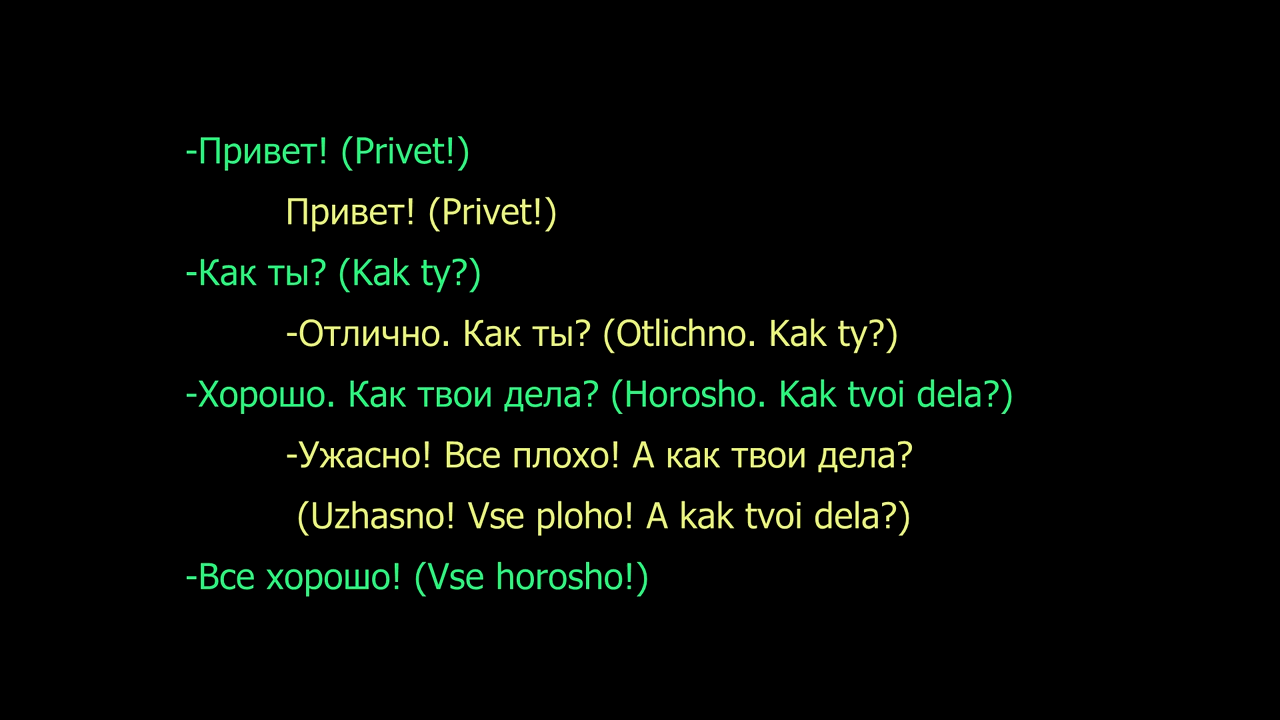 -Привет! (Privet!)
Привет! (Privet!)
-Как ты? (Kak ty?)
-Отлично. Как ты? (Otlichno. Kak ty?)
-Хорошо. Как твои дела? (Horosho. Kak tvoi dela?)
-Ужасно! Все плохо! А как твои дела?
(Uzhasno! Vse ploho! A kak tvoi dela?)
-Все хорошо! (Vse horosho!)